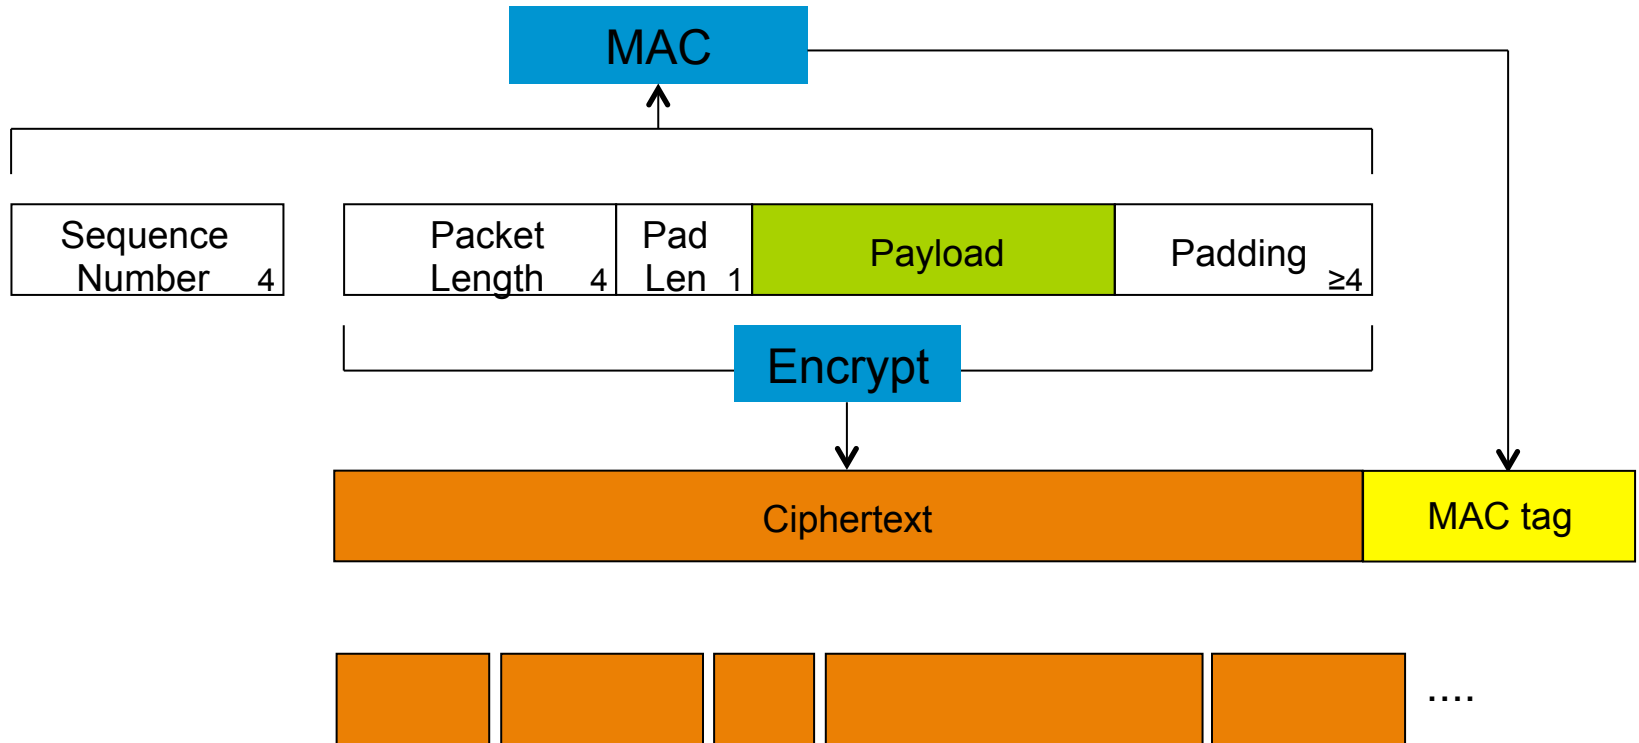 MAC
Sequence
Number 4
Packet
Length 4
Pad
Len 1
Payload
Padding
≥4
Encrypt
Ciphertext
MAC tag
....